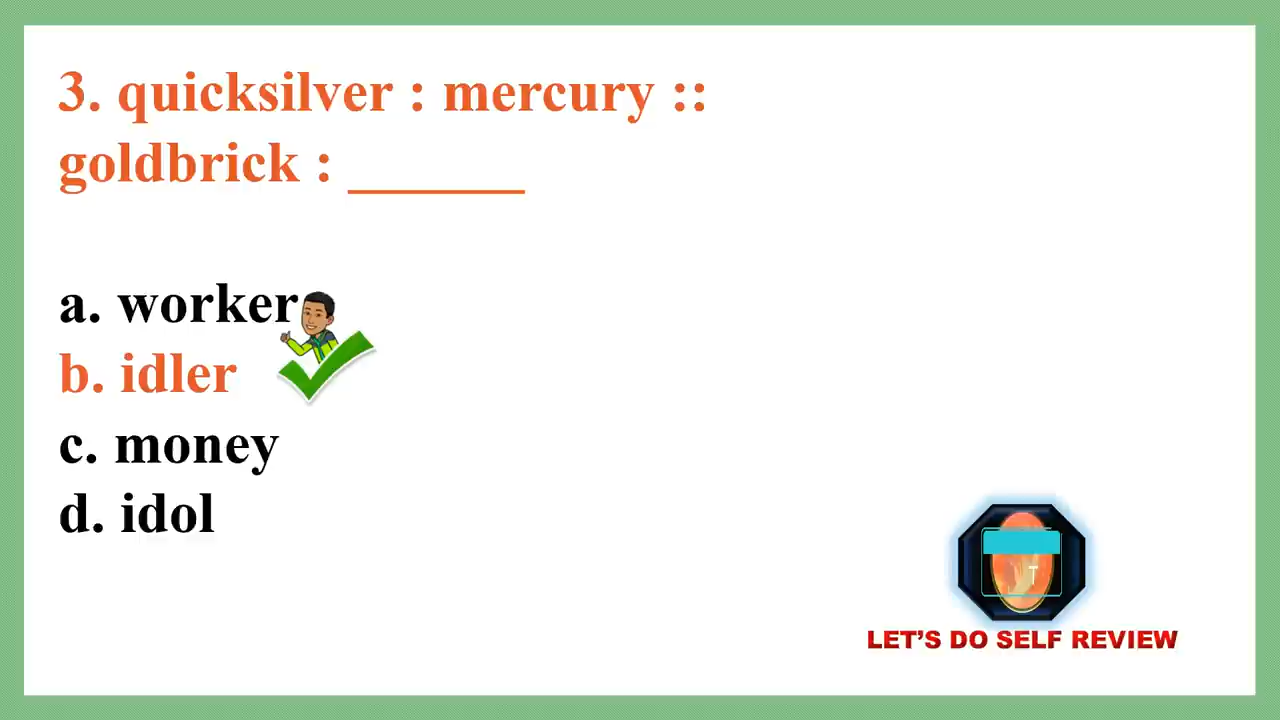 3. quicksilver : mercury ::
goldbrick : ______
a. worker
b. idler
c. money
d. idol
T
LET'S DO SELF REVIEW